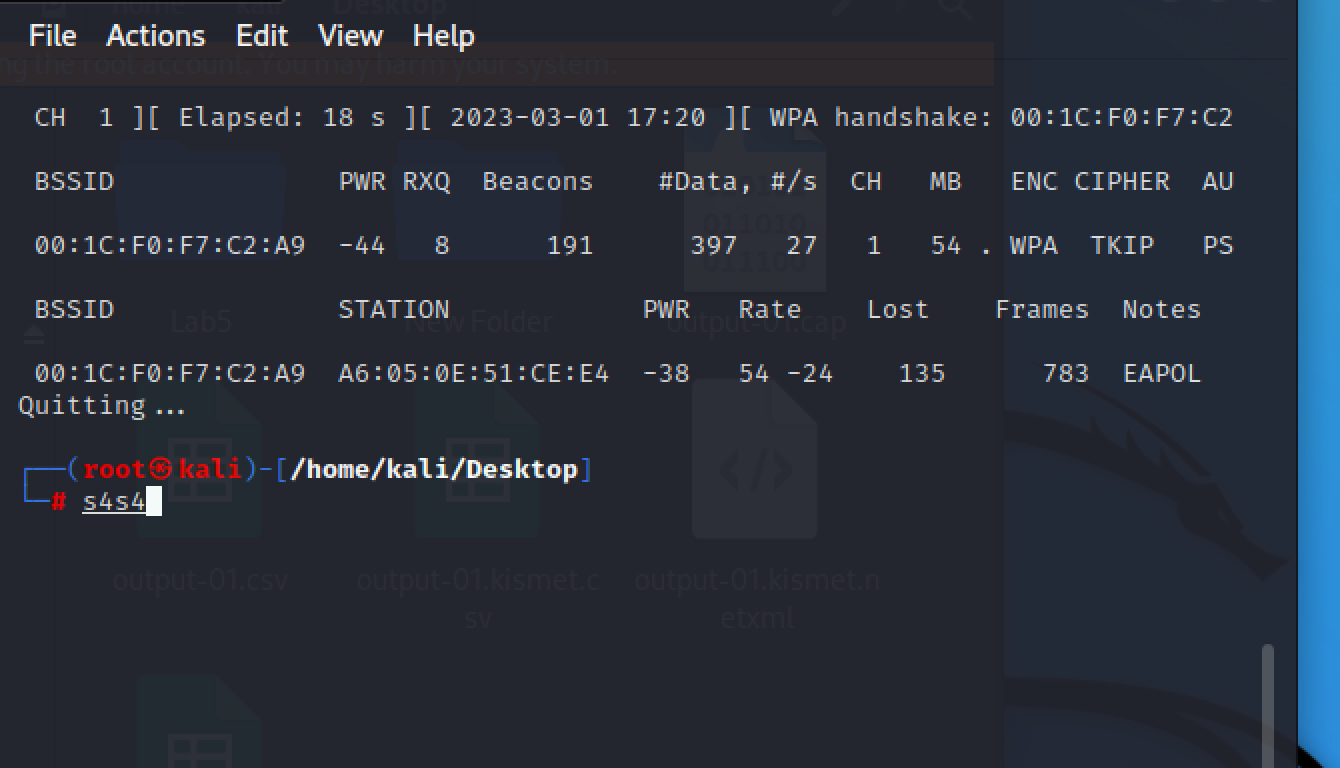 home kali Desktop
File Actions Edit View Help
ng the root account. You may harm your system.
CH 1 ][ Elapsed: 18 s ][ 2023-03-01 17:20 ][ WPA handshake: 00:1C:F0:F7:C2
BSSID PWR RXQ Beacons #Data, #/s CH MB ENC CIPHER AU
00:1C:F0:F7:C2:A9 -44 8 191 397 27 1 54 . WPA TKIP PS
BSSID STATION PWR Rate Lost Frames Notes
Lab5 New Folder output-01.cap
00:1C:F0:F7:C2:A9 A6:05:0E:51:CE:E4 -38 54 -24 135 783 EAPOL
Quitting...
┌──(root㉿kali)-[/home/kali/Desktop]
└─# s4s4
output-01.csv output-01.kismet.c output-01.kismet.n
sv etxml